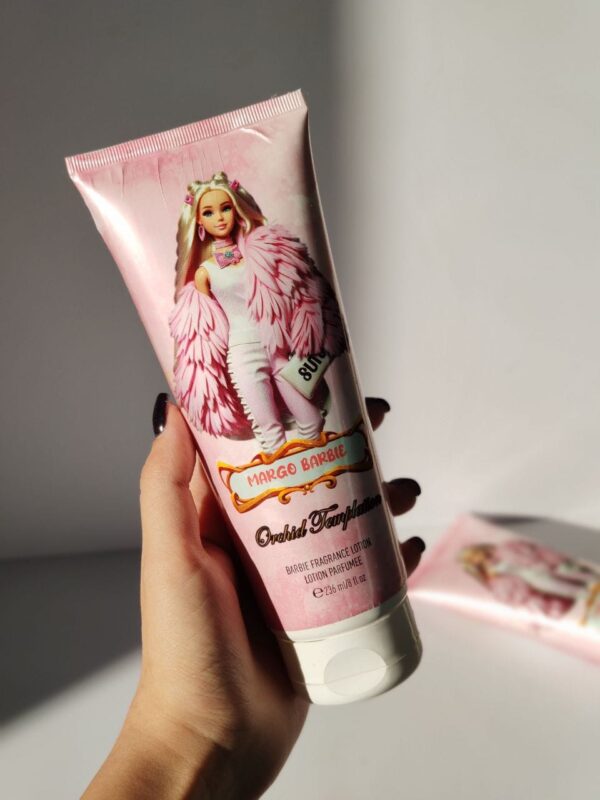 MARGO BARBIE
Orchid Temptation
BARBIE FRAGRANCE LOTION
LOTION PARFUMEE
℮236 ml/8 fl oz